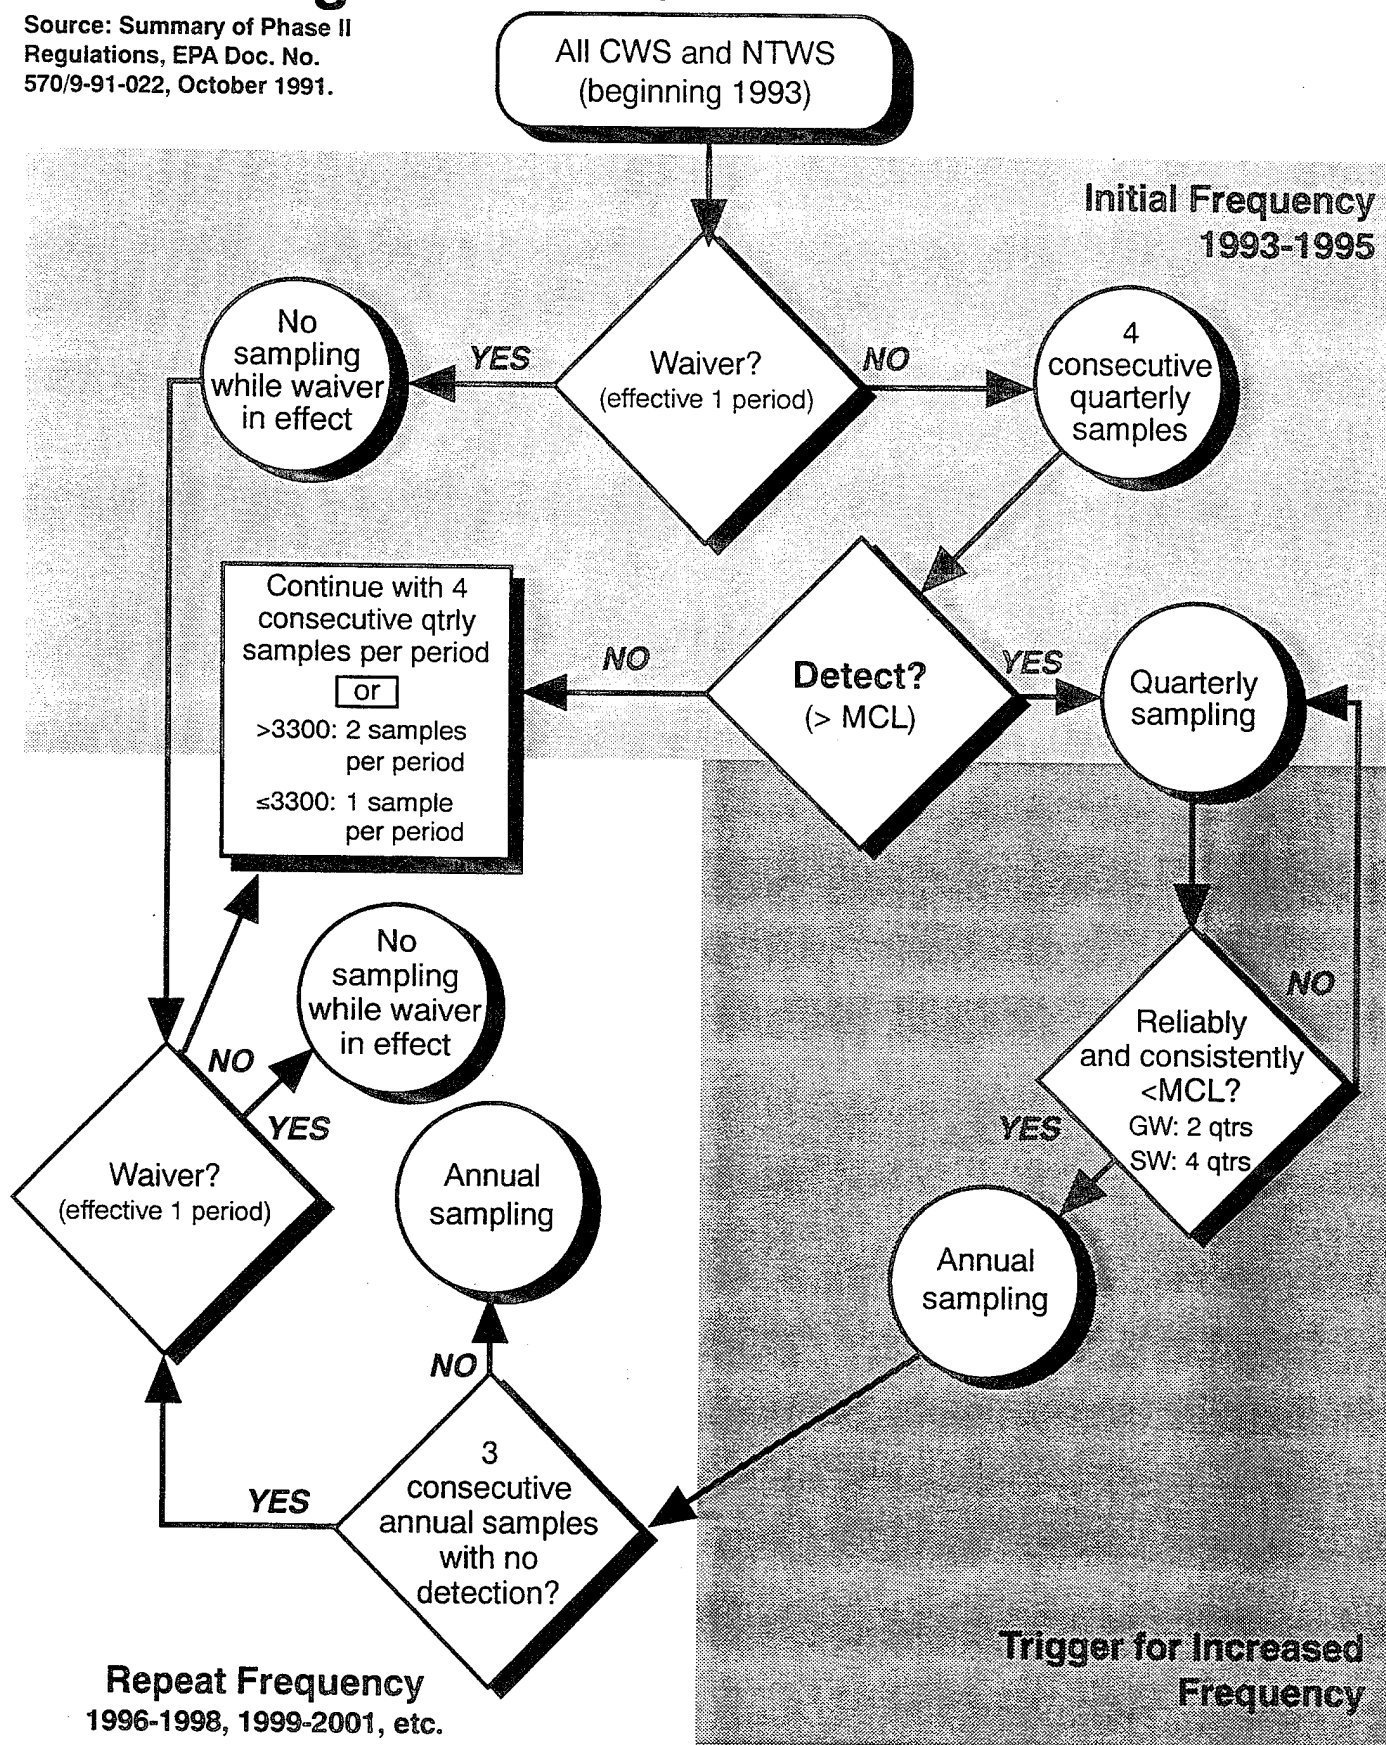 Source: Summary of Phase II
Regulations, EPA Doc. No.
570/9-91-022, October 1991.
All CWS and NTWS
(beginning 1993)
Initial Frequency
1993-1995
No
sampling
while waiver
in effect
YES
Waiver?
(effective 1 period)
NO
4
consecutive
quarterly
samples
Continue with 4
consecutive qtrly
samples per period
or
>3300: 2 samples
per period
≤3300: 1 sample
per period
NO
Detect?
(> MCL)
YES
Quarterly
sampling
No
sampling
while waiver
in effect
NO
YES
Waiver?
(effective 1 period)
Reliably
and consistently
<MCL?
GW: 2 qtrs
SW: 4 qtrs
NO
YES
Annual
sampling
Annual
sampling
NO
3
consecutive
annual samples
with no
detection?
YES
Repeat Frequency
1996-1998, 1999-2001, etc.
Trigger for Increased
Frequency